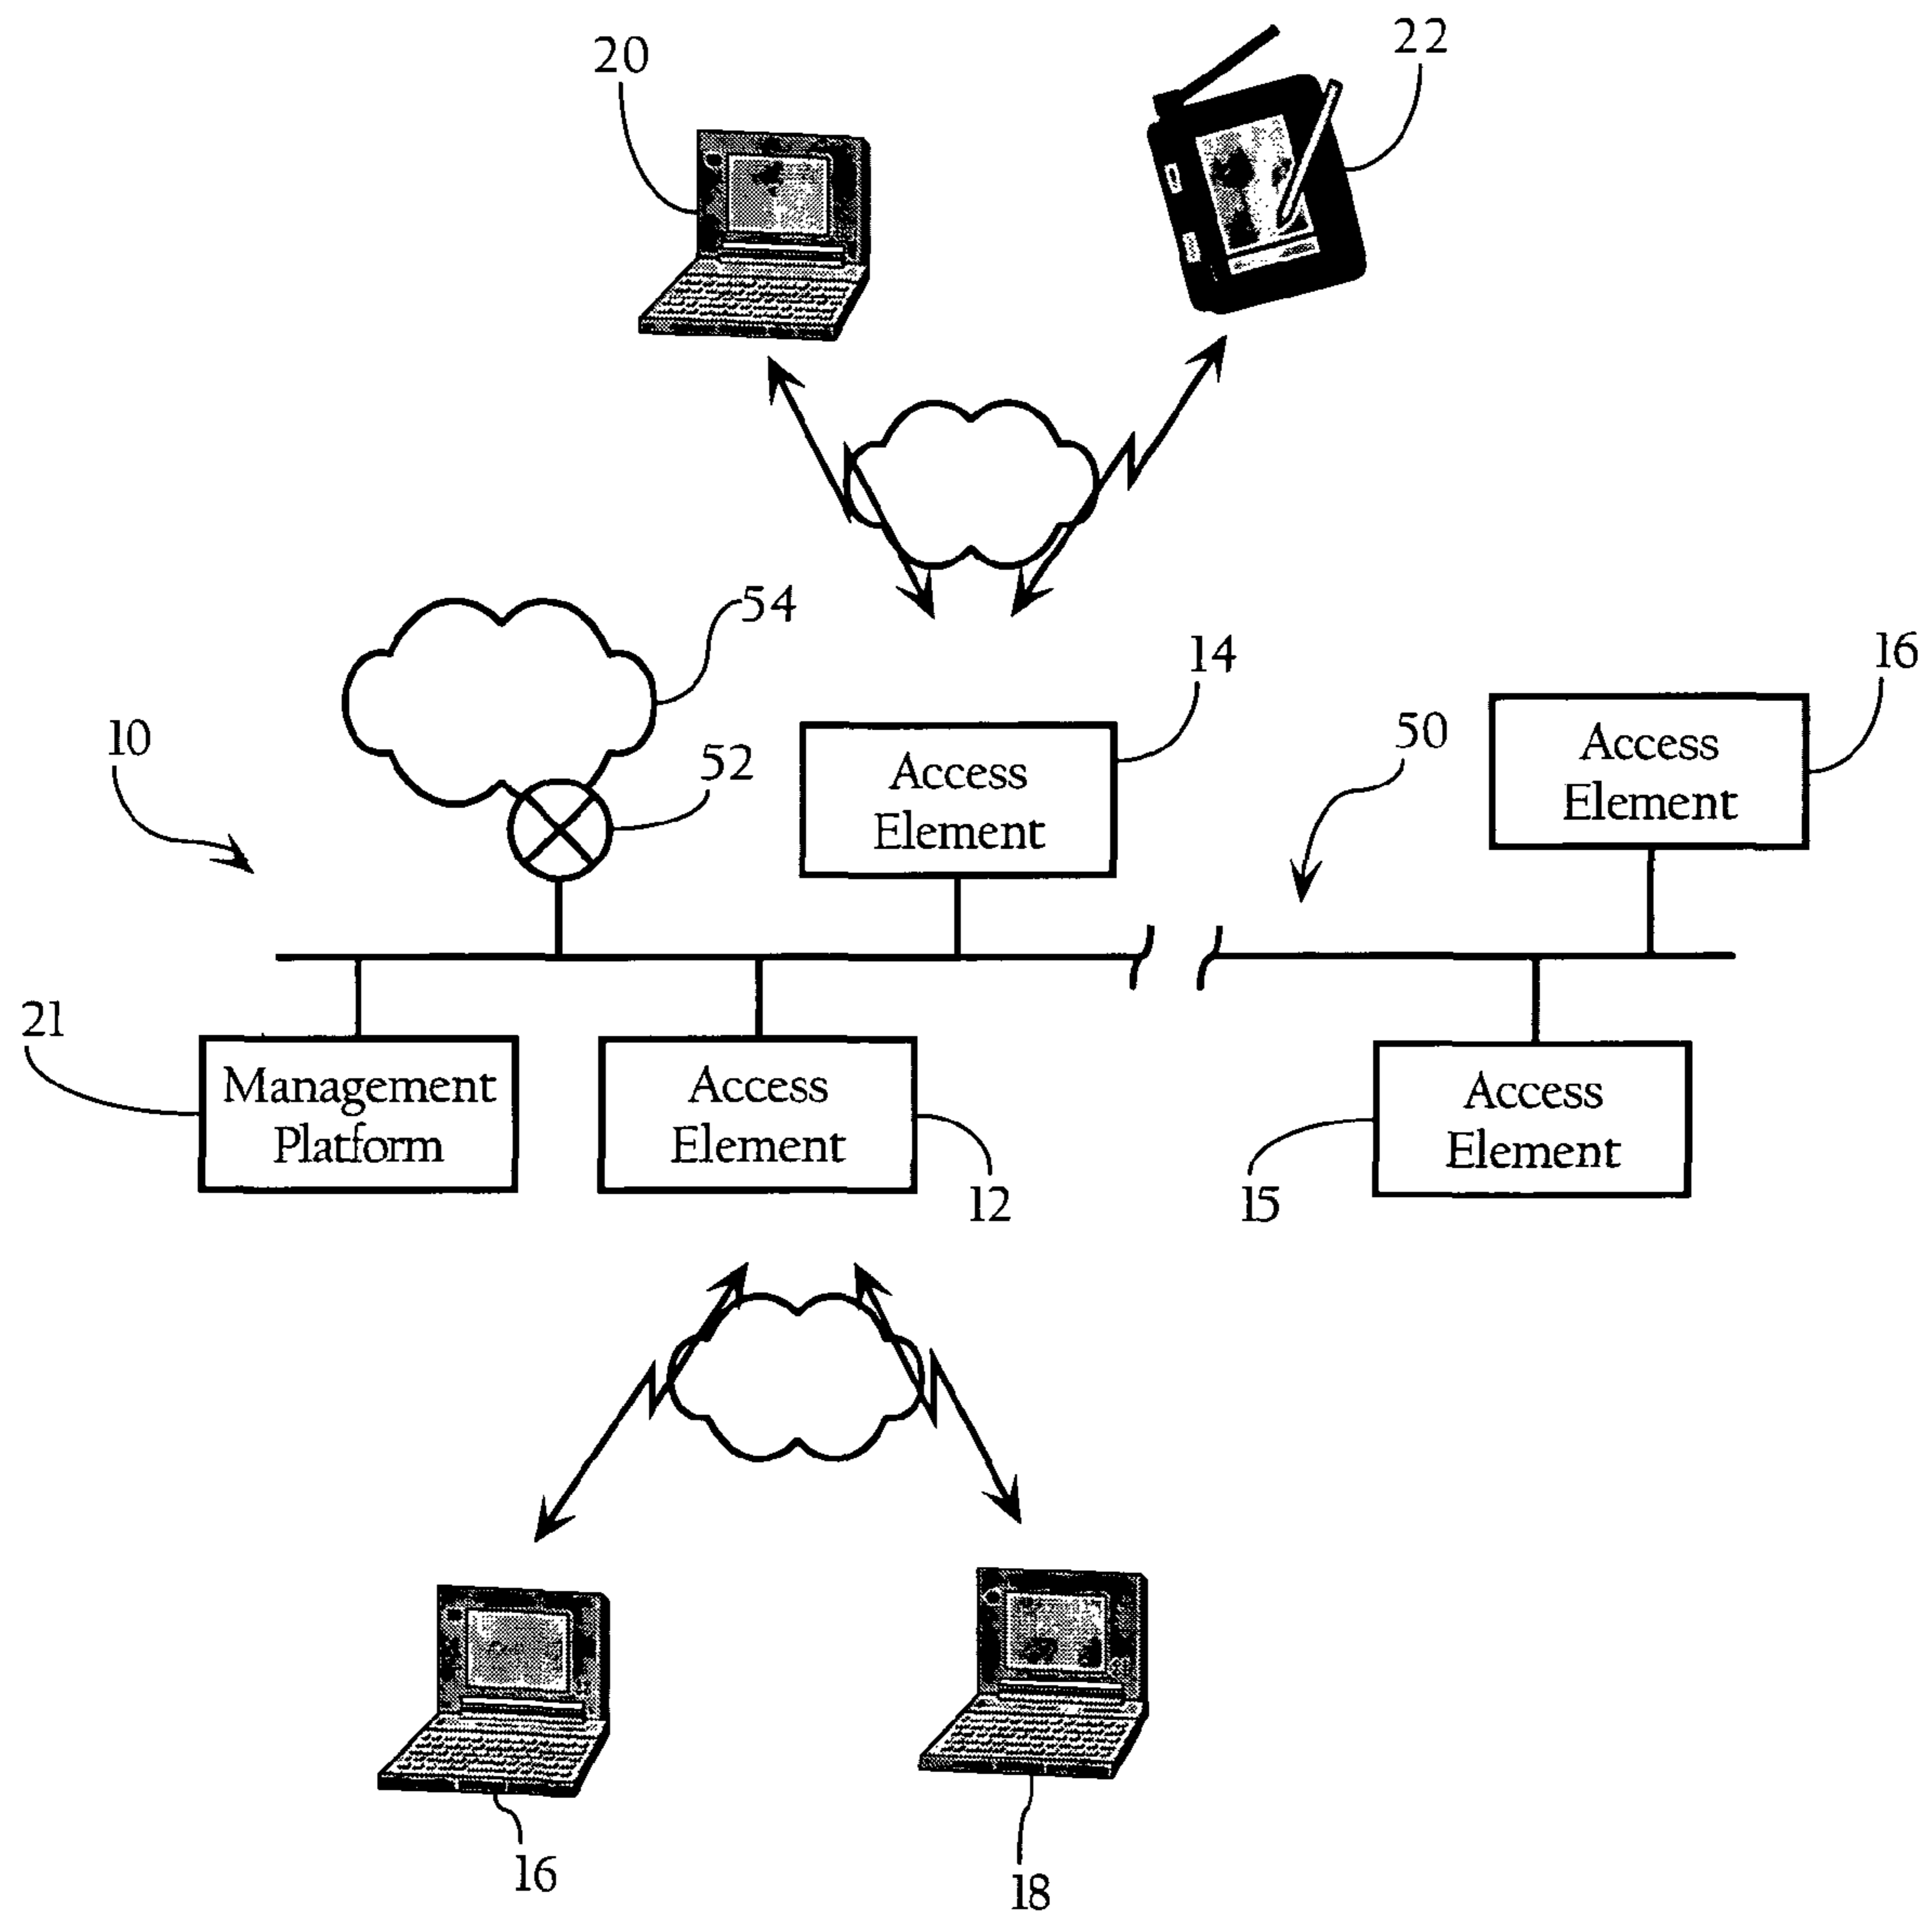 20
22
54
14
16
10
52
50
Access
Element
Access
Element
21
Management
Platform
Access
Element
Access
Element
12
15
16
18